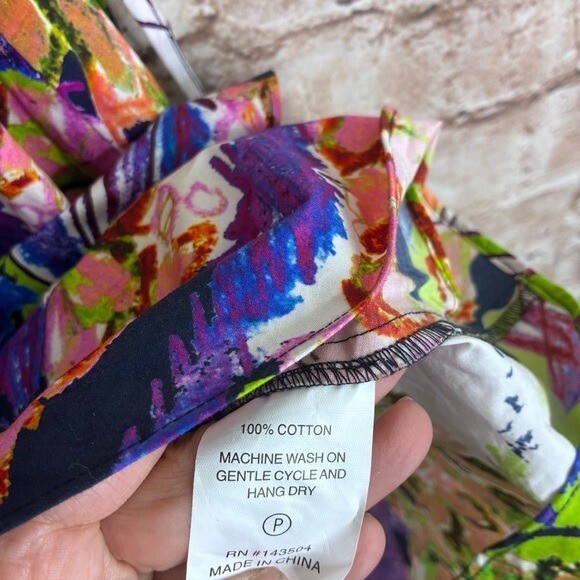 100% COTTON
MACHINE WASH ON
GENTLE CYCLE AND
HANG DRY
P
RN #143504
MADE IN CHINA